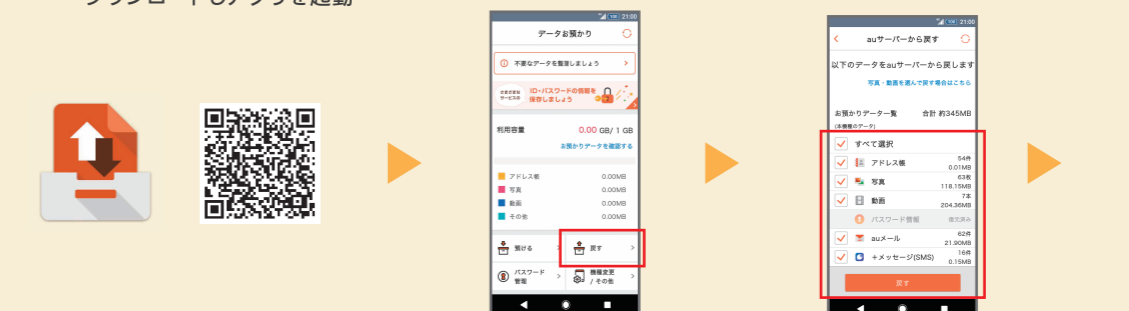 ダウンロードしアプリを起動
21:00
データお預かり
不要なデータを整理しましょう
お客さま番号
サービスID
ID・パスワードの情報を
保存しましょう
利用容量 0.00 GB/ 1 GB
お預かりデータを確認する
アドレス帳 0.00MB
写真 0.00MB
動画 0.00MB
その他 0.00MB
預ける
戻す
パスワード
管理
機種変更
/ その他
21:00
auサーバーから戻す
以下のデータをauサーバーから戻します
写真・動画を選んで戻す場合はこちら
お預かりデータ一覧 合計 約345MB
(本機種のデータ)
すべて選択
アドレス帳 54件
0.01MB
写真 63枚
118.15MB
動画 7本
204.36MB
パスワード情報 復元済み
auメール 62件
21.90MB
+メッセージ(SMS) 16件
0.15MB
戻す